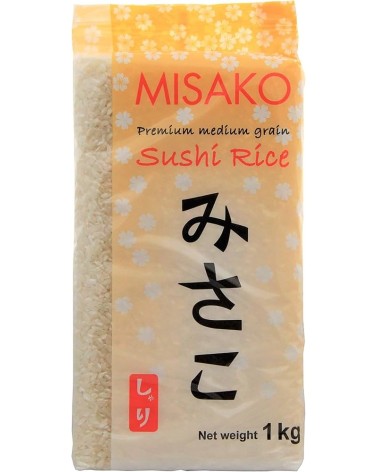 MISAKO
Premium medium grain
Sushi Rice
みさこ
しゃり
Net weight 1 kg